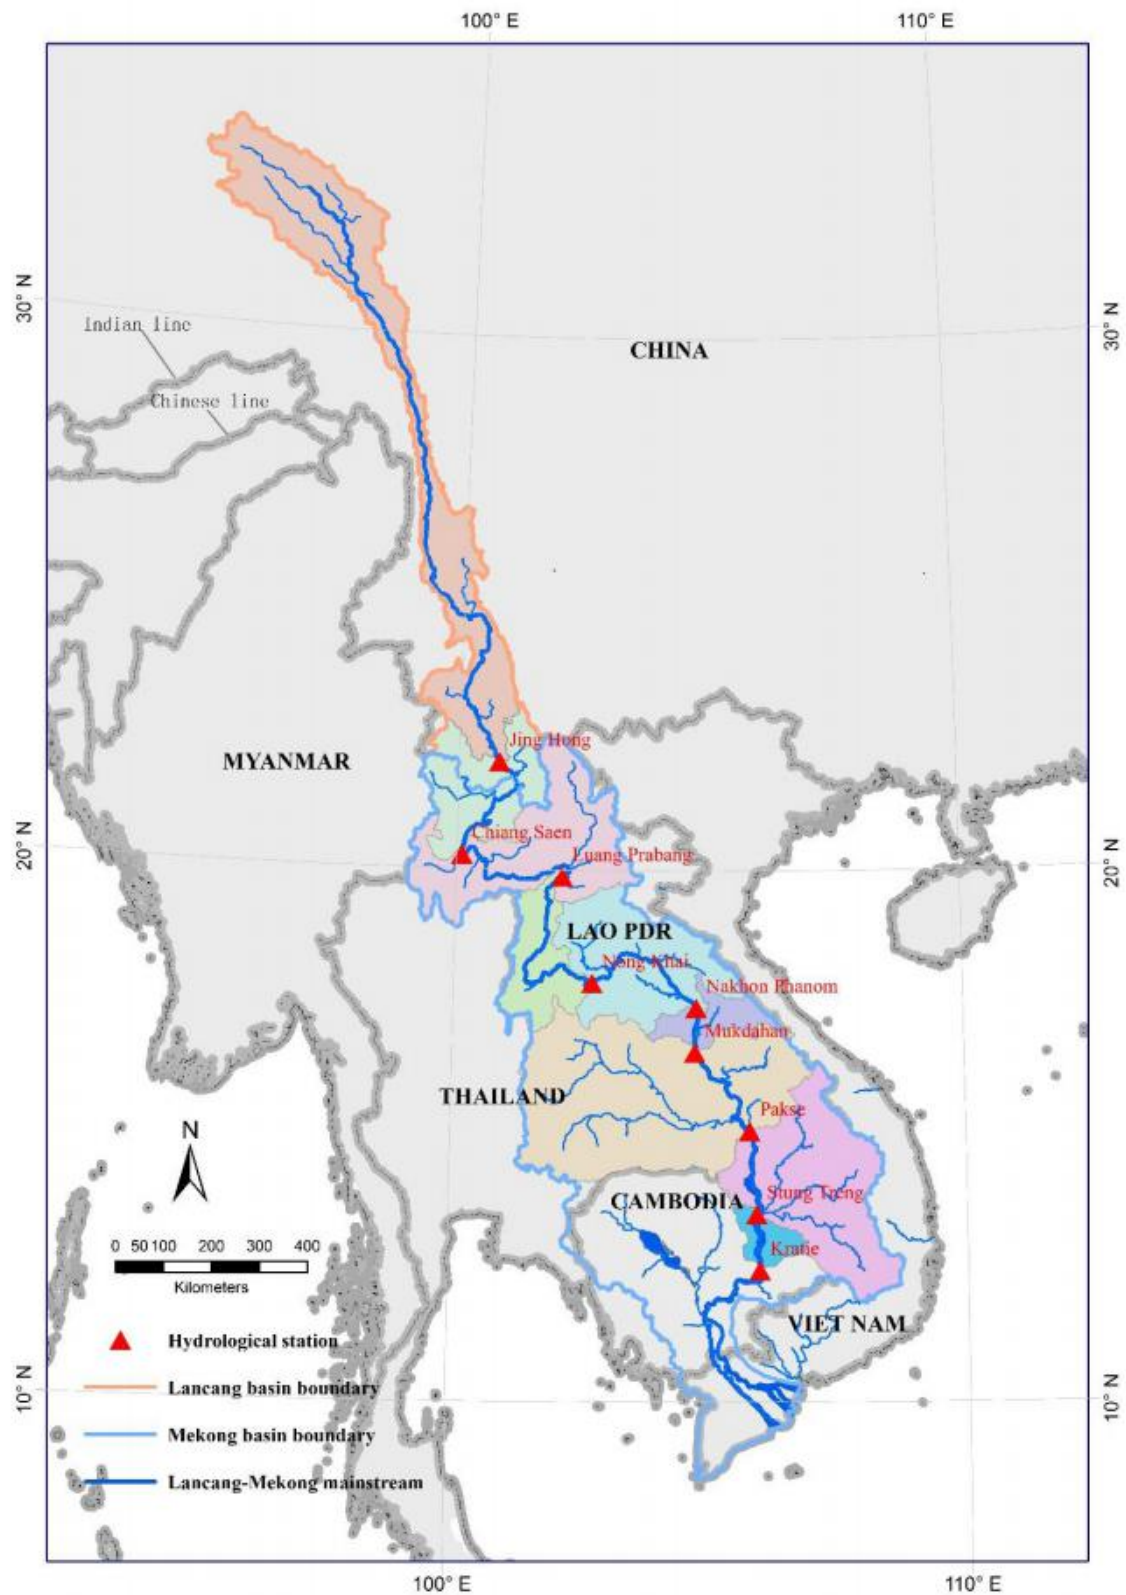 100° E
110° E
30° N
30° N
Indian line
CHINA
Chinese line
Jing Hong
MYANMAR
Chiang Saen
20° N
Luang Prabang
20° N
LAO PDR
Nong Khai
Nakhon Phanom
Mukdahan
THAILAND
Pakse
N
Stung Treng
CAMBODIA
Kratie
0 50 100 200 300 400
Kilometers
VIET NAM
Hydrological station
Lancang basin boundary
10° N
10° N
Mekong basin boundary
Lancang-Mekong mainstream
100° E
110° E